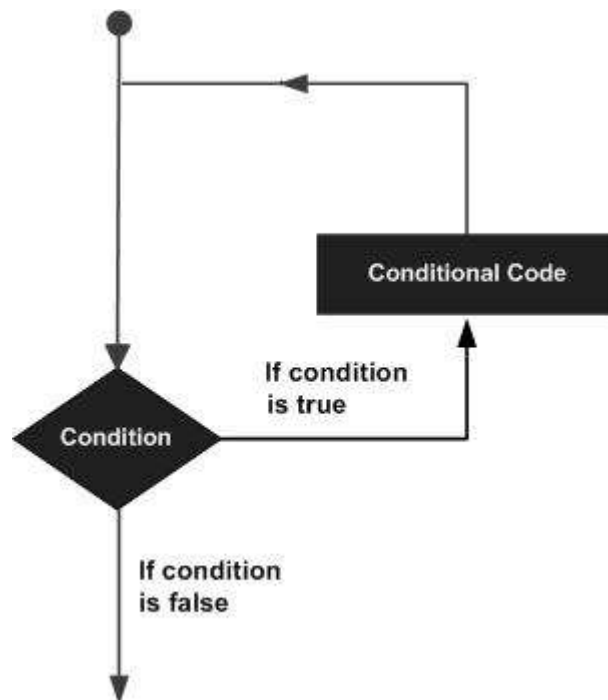 Conditional Code
If condition
is true
Condition
If condition
is false